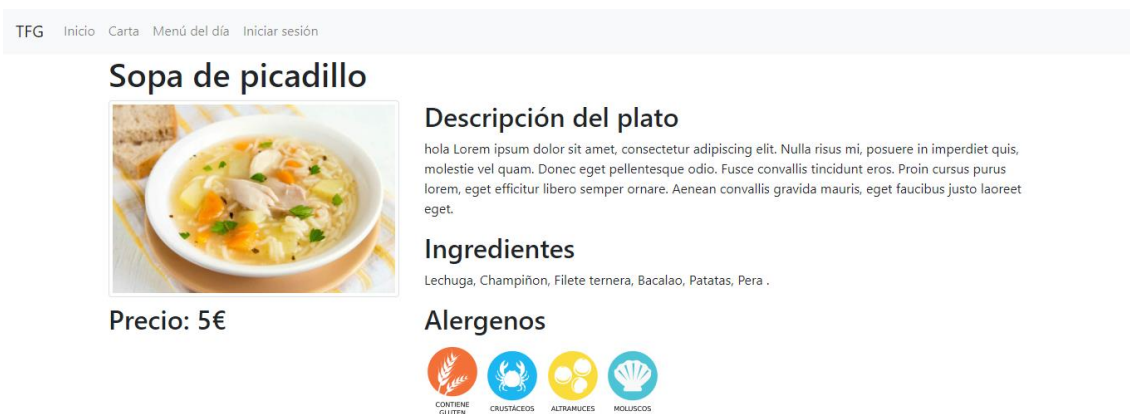 TFG Inicio Carta Menú del día Iniciar sesión
Sopa de picadillo
Descripción del plato
hola Lorem ipsum dolor sit amet, consectetur adipiscing elit. Nulla risus mi, posuere in imperdiet quis,
molestie vel quam. Donec eget pellentesque odio. Fusce convallis tincidunt eros. Proin cursus purus
lorem, eget efficitur libero semper ornare. Aenean convallis gravida mauris, eget faucibus justo laoreet
eget.
Ingredientes
Lechuga, Champiñon, Filete ternera, Bacalao, Patatas, Pera .
Precio: 5€
Alergenos
CONTIENE
GLUTEN
CRUSTÁCEOS
ALTRAMUCES
MOLUSCOS